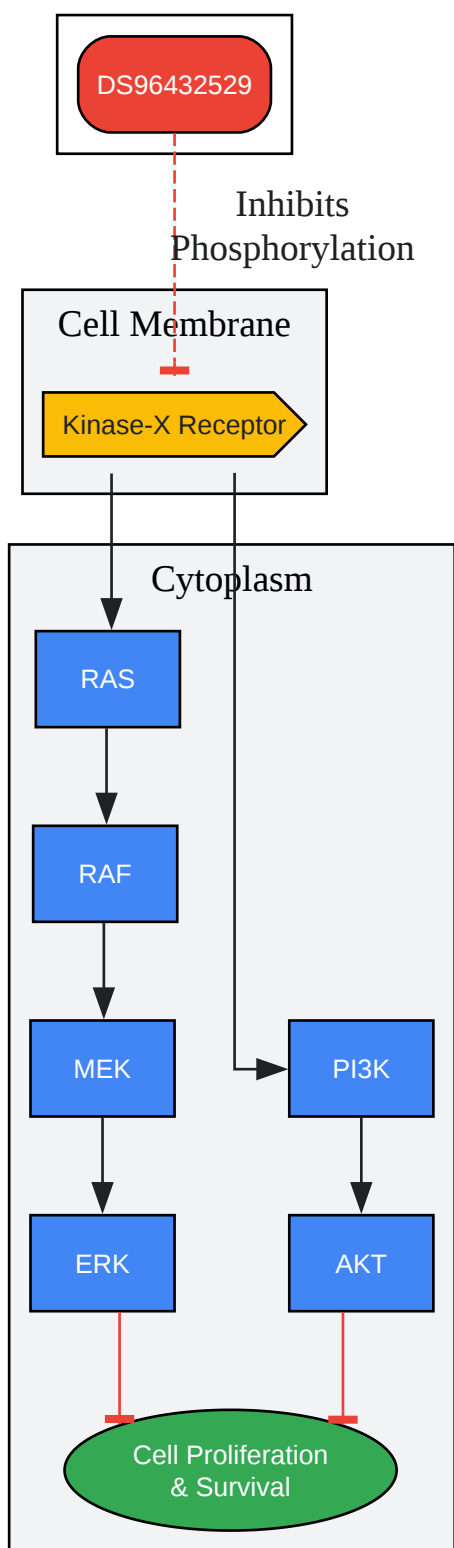 DS96432529
Inhibits
Phosphorylation
Cell Membrane
Kinase-X Receptor
Cytoplasm
RAS
RAF
MEK
PI3K
ERK
AKT
Cell Proliferation
& Survival